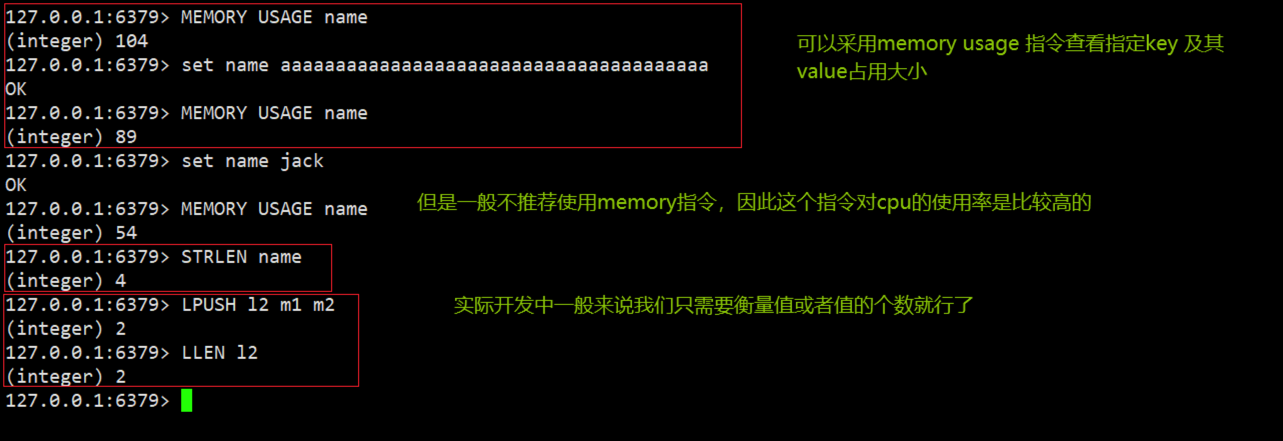 127.0.0.1:6379> MEMORY USAGE name
(integer) 104
127.0.0.1:6379> set name aaaaaaaaaaaaaaaaaaaaaaaaaaaaaaaaaaaaaaa
OK
127.0.0.1:6379> MEMORY USAGE name
(integer) 89
可以采用memory usage 指令查看指定key 及其
value占用大小
127.0.0.1:6379> set name jack
OK
127.0.0.1:6379> MEMORY USAGE name
(integer) 54
但是一般不推荐使用memory指令，因此这个指令对cpu的使用率是比较高的
127.0.0.1:6379> STRLEN name
(integer) 4
127.0.0.1:6379> LPUSH l2 m1 m2
(integer) 2
127.0.0.1:6379> LLEN l2
(integer) 2
实际开发中一般来说我们只需要衡量值或者值的个数就行了
127.0.0.1:6379>